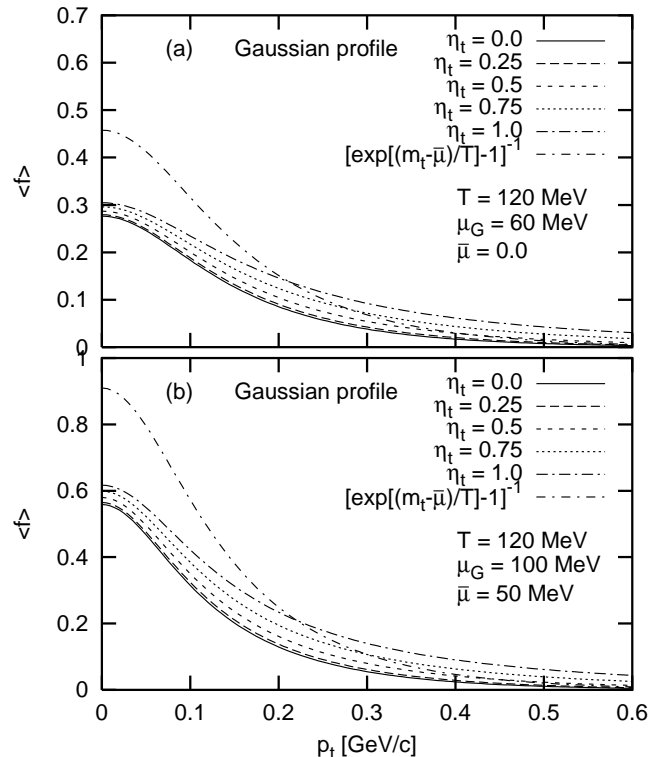 0.7
(a) Gaussian profile
ηt = 0.0
0.6
ηt = 0.25
ηt = 0.5
0.5
ηt = 0.75
ηt = 1.0
[exp[(mt-μ̄)/T]-1]⁻¹
0.4
<f>
T = 120 MeV
0.3
μG = 60 MeV
μ̄ = 0.0
0.2
0.1
0
1
(b) Gaussian profile
ηt = 0.0
ηt = 0.25
0.8
ηt = 0.5
ηt = 0.75
ηt = 1.0
[exp[(mt-μ̄)/T]-1]⁻¹
0.6
<f>
T = 120 MeV
μG = 100 MeV
0.4
μ̄ = 50 MeV
0.2
0
0 0.1 0.2 0.3 0.4 0.5 0.6
pt [GeV/c]